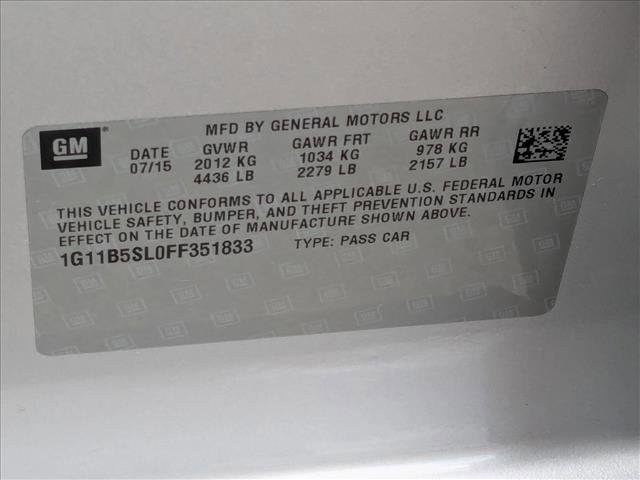 GM
MFD BY GENERAL MOTORS LLC
DATE GVWR GAWR FRT GAWR RR
07/15 2012 KG 1034 KG 978 KG
4436 LB 2279 LB 2157 LB
THIS VEHICLE CONFORMS TO ALL APPLICABLE U.S. FEDERAL MOTOR
VEHICLE SAFETY, BUMPER, AND THEFT PREVENTION STANDARDS IN
EFFECT ON THE DATE OF MANUFACTURE SHOWN ABOVE.
1G11B5SL0FF351833 TYPE: PASS CAR